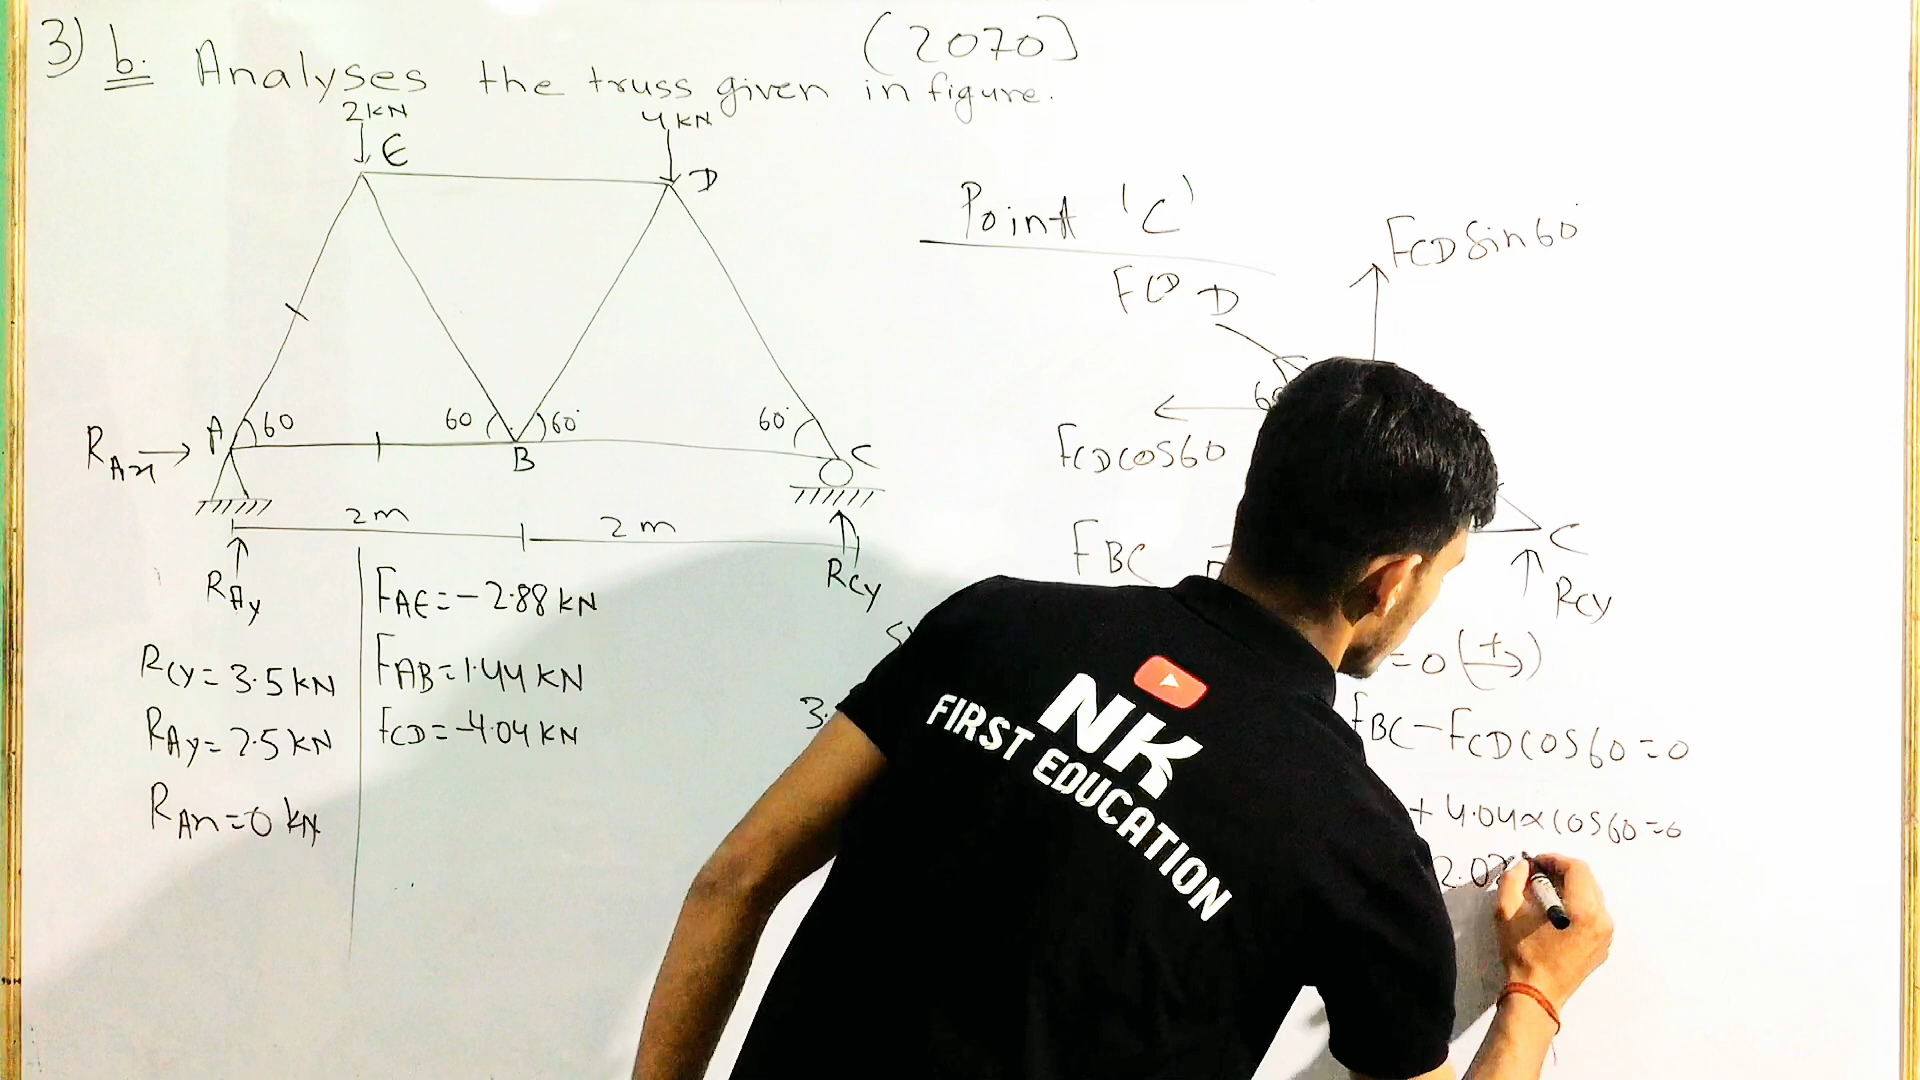 3) b. Analyses the truss given in figure.
(2070]
2KN
4KN
E
D
A
60
60
60°
60°
B
C
RAx
2m
2m
RAy
RCy
RCy = 3.5 KN
RAy = 2.5 KN
RAx = 0 KN
FAE = -2.88 KN
FAB = 1.44 KN
FCD = -4.04 KN
Point 'C'
FCD sin60°
FCD D
FCD cos60
FBC
C
RCy
= 0 (+→)
FBC - FCD cos60 = 0
+ 4.04 × cos60 = 0
NK
FIRST EDUCATION